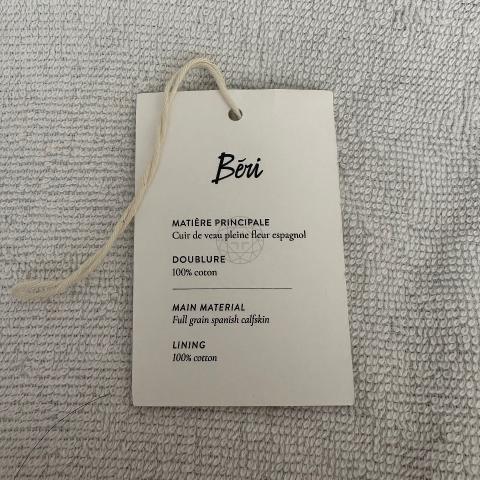 Béri
MATIÈRE PRINCIPALE
Cuir de veau pleine fleur espagnol
DOUBLURE
100% coton
MAIN MATERIAL
Full grain spanish calfskin
LINING
100% cotton